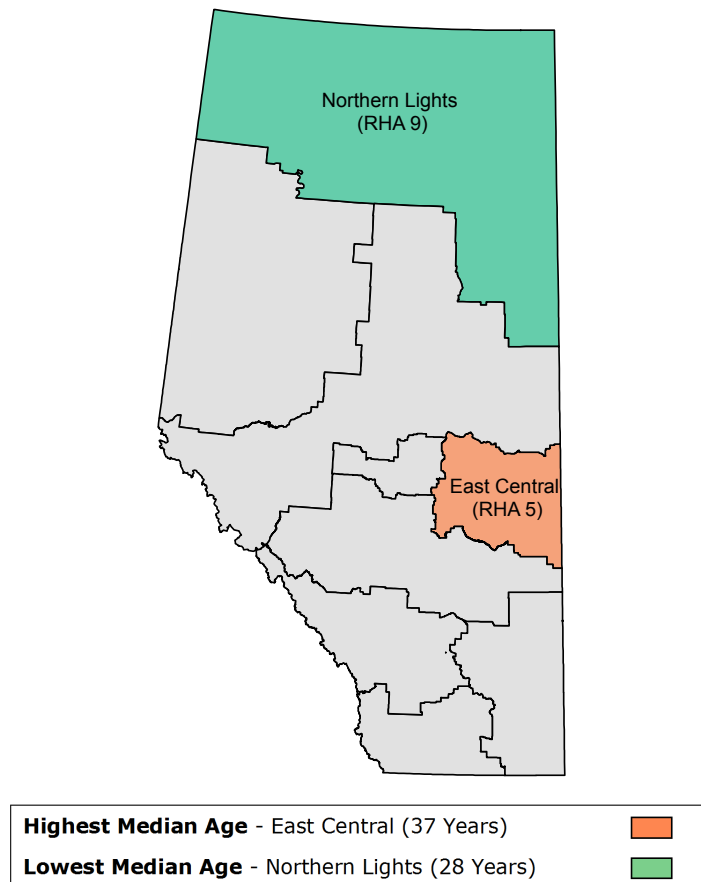 Northern Lights
(RHA 9)
East Central
(RHA 5)
Highest Median Age - East Central (37 Years)
Lowest Median Age - Northern Lights (28 Years)